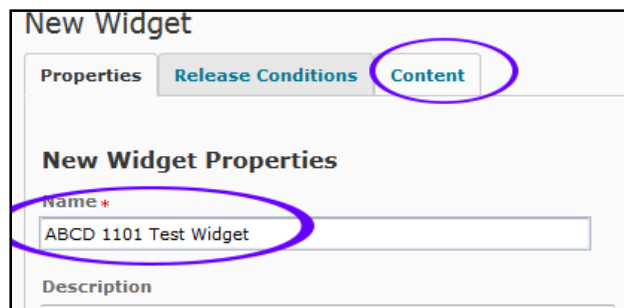 New Widget
Properties Release Conditions Content
New Widget Properties
Name *
ABCD 1101 Test Widget
Description